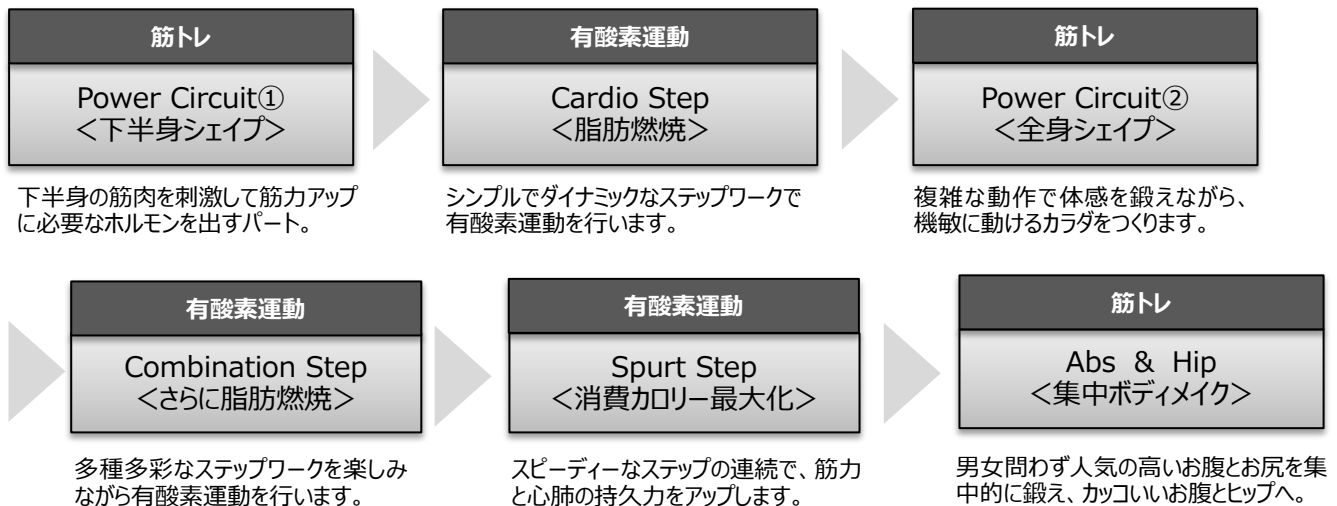 筋トレ
Power Circuit①
<下半身シェイプ>
下半身の筋肉を刺激して筋力アップ
に必要なホルモンを出すパート。
有酸素運動
Cardio Step
<脂肪燃焼>
シンプルでダイナミックなステップワークで
有酸素運動を行います。
筋トレ
Power Circuit②
<全身シェイプ>
複雑な動作で体感を鍛えながら、
機敏に動けるカラダをつくります。
有酸素運動
Combination Step
<さらに脂肪燃焼>
多種多彩なステップワークを楽しみ
ながら有酸素運動を行います。
有酸素運動
Spurt Step
<消費カロリー最大化>
スピーディーなステップの連続で、筋力
と心肺の持久力をアップします。
筋トレ
Abs & Hip
<集中ボディメイク>
男女問わず人気の高いお腹とお尻を集
中的に鍛え、カッコいいお腹とヒップへ。